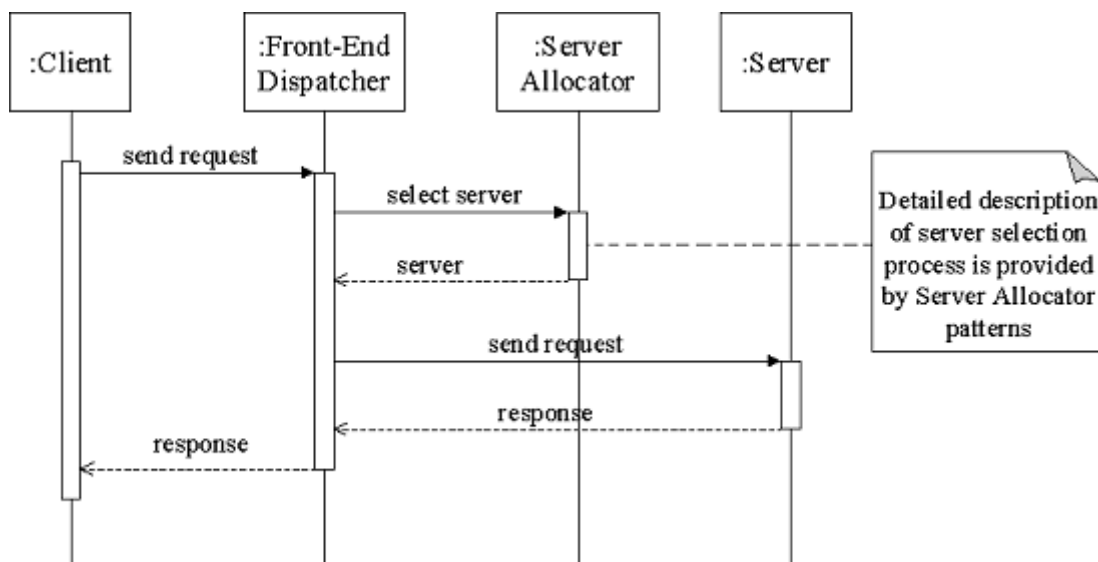 :Client
:Front-End
Dispatcher
:Server
Allocator
:Server
send request
select server
server
send request
response
response
Detailed description
of server selection
process is provided
by Server Allocator
patterns